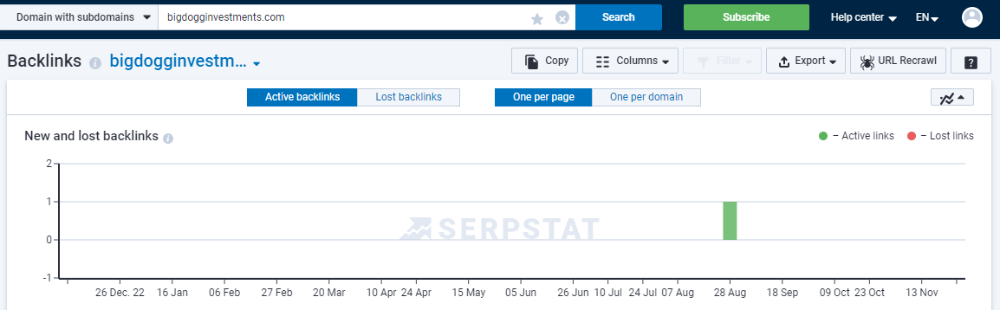 Domain with subdomains bigdogginvestments.com Search Subscribe Help center EN
Backlinks i bigdogginvestm... Copy Columns Filter Export URL Recrawl ?
Active backlinks Lost backlinks One per page One per domain
New and lost backlinks i – Active links – Lost links
2
1
SERPSTAT
0
-1
26 Dec. 22 16 Jan 06 Feb 27 Feb 20 Mar 10 Apr 24 Apr 15 May 05 Jun 26 Jun 10 Jul 24 Jul 07 Aug 28 Aug 18 Sep 09 Oct 23 Oct 13 Nov